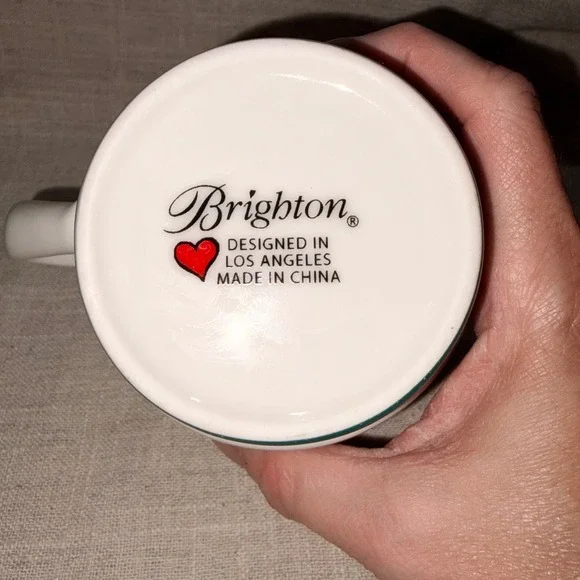 Brighton®
DESIGNED IN
LOS ANGELES
MADE IN CHINA